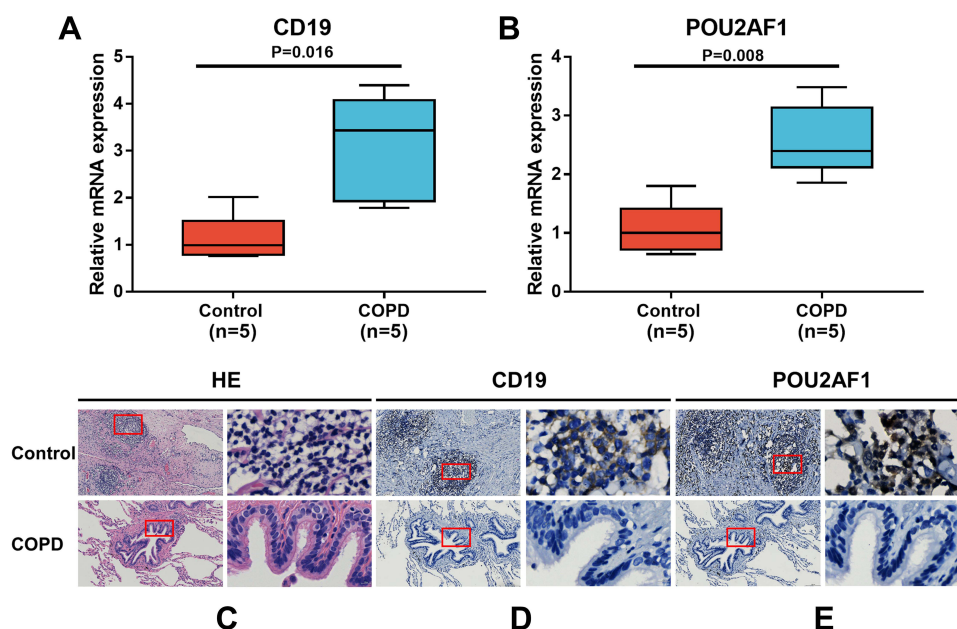 A
CD19
P=0.016
Relative mRNA expression
5
4
3
2
1
0
Control
(n=5)
COPD
(n=5)
B
POU2AF1
P=0.008
Relative mRNA expression
4
3
2
1
0
Control
(n=5)
COPD
(n=5)
HE
CD19
POU2AF1
Control
COPD
C
D
E